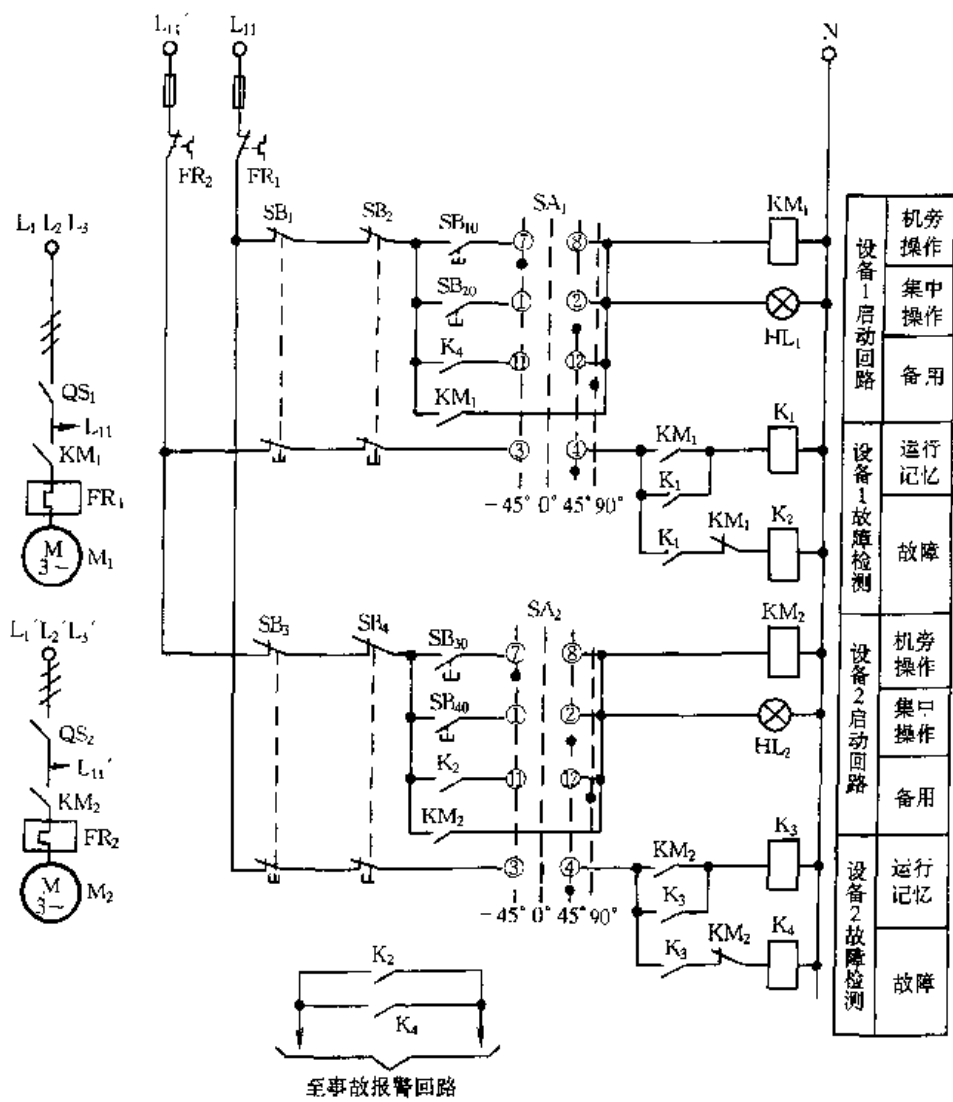 L₁₁′ L₁₁ N
FR₂ FR₁
L₁ L₂ L₃
QS₁
L₁₁
KM₁
FR₁
M
3~
M₁
SB₁ SB₂ SB₁₀ SA₁ KM₁
⑦ ⑧
SB₂₀ ① ② HL₁
K₄ ⑪ ⑫
KM₁
③ ④ KM₁ K₁
K₁
−45° 0° 45° 90°
K₁ KM₁ K₂
设备1启动回路
机旁操作
集中操作
备用
设备1故障检测
运行记忆
故障
L₁′ L₂′ L₃′
QS₂
L₁₁′
KM₂
FR₂
M
3~
M₂
SB₃ SB₄ SB₃₀ SA₂ KM₂
⑦ ⑧
SB₄₀ ① ② HL₂
K₂ ⑪ ⑫
KM₂
③ ④ KM₂ K₃
K₃
−45° 0° 45° 90°
K₃ KM₂ K₄
设备2启动回路
机旁操作
集中操作
备用
设备2故障检测
运行记忆
故障
K₂
K₄
至事故报警回路